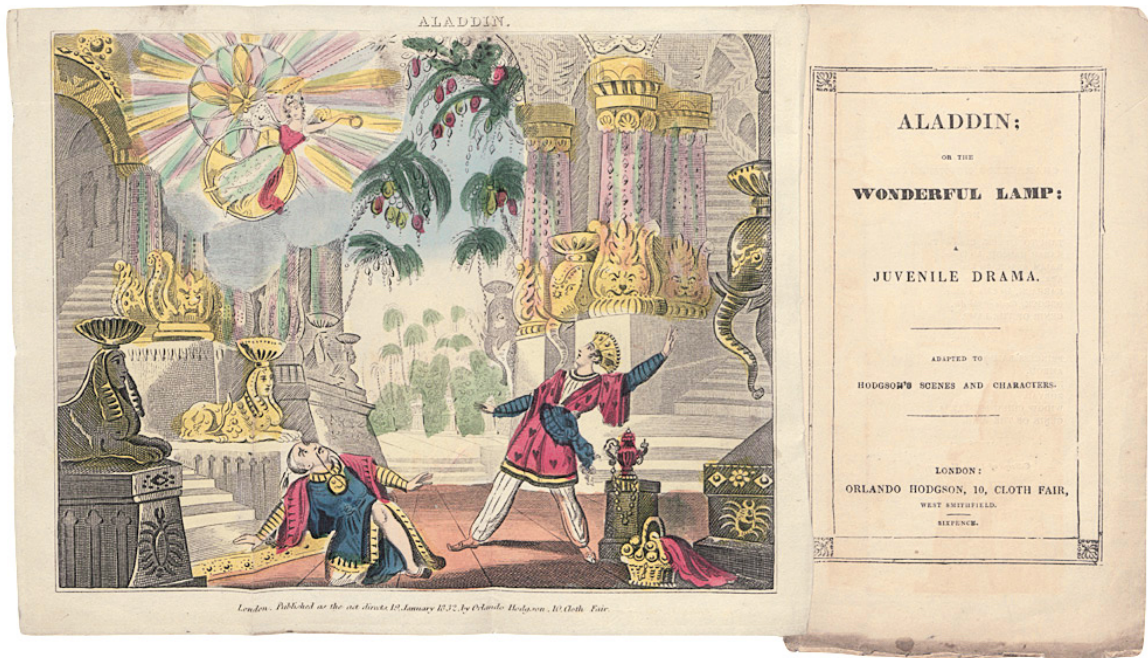 ALADDIN.
London. Published as the act directs 18, January 1832, by Orlando Hodgson, 10, Cloth Fair.
ALADDIN;
OR THE
WONDERFUL LAMP:
A
JUVENILE DRAMA.
ADAPTED TO
HODGSON'S SCENES AND CHARACTERS.
LONDON:
ORLANDO HODGSON, 10, CLOTH FAIR,
WEST SMITHFIELD.
SIXPENCE.